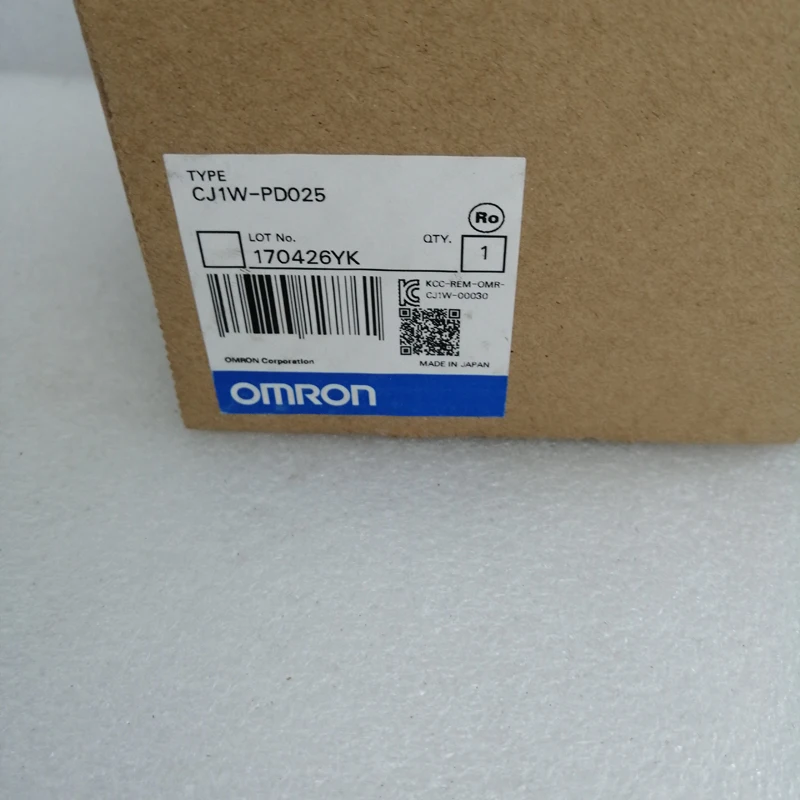 TYPE
CJ1W-PD025
Ro
LOT No.
170426YK
QTY.
1
KCC-REM-OMR-
CJ1W-00030
OMRON Corporation
MADE IN JAPAN
OMRON